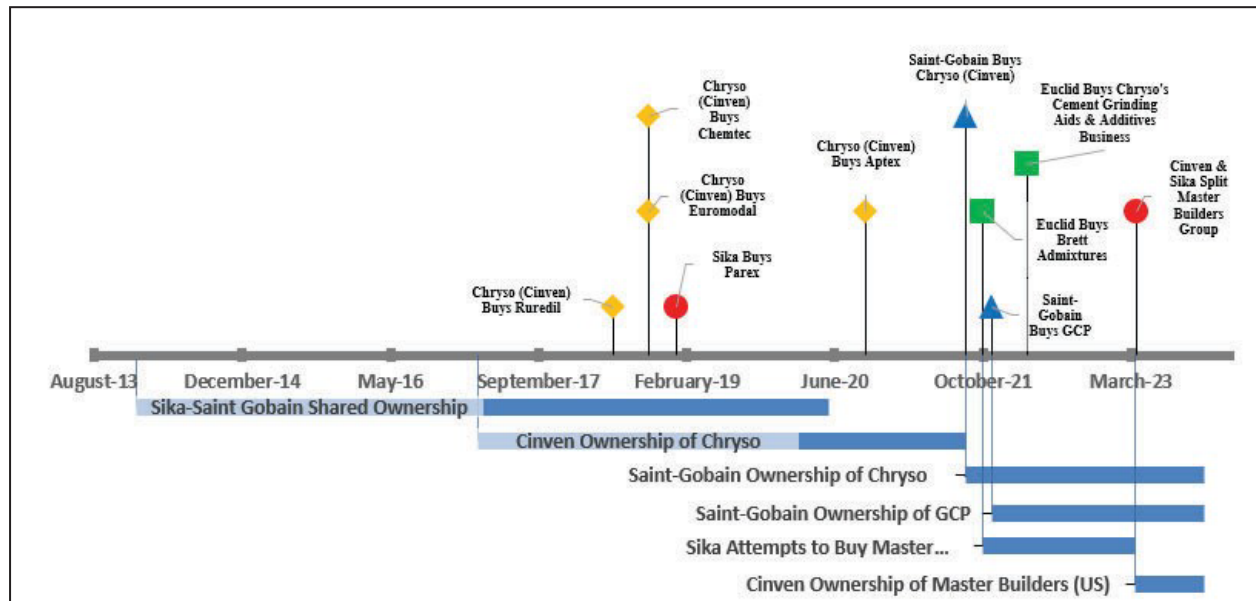 Saint-Gobain Buys
Chryso (Cinven)
Euclid Buys Chryso's
Cement Grinding
Aids & Additives
Business
Chryso
(Cinven)
Buys
Chemtec
Chryso (Cinven)
Buys Aptex
Cinven &
Sika Split
Master
Builders
Group
Chryso
(Cinven) Buys
Euromodal
Euclid Buys
Brett
Admixtures
Sika Buys
Parex
Chryso (Cinven)
Buys Ruredil
Saint-
Gobain
Buys GCP
August-13
December-14
May-16
September-17
February-19
June-20
October-21
March-23
Sika-Saint Gobain Shared Ownership
Cinven Ownership of Chryso
Saint-Gobain Ownership of Chryso
Saint-Gobain Ownership of GCP
Sika Attempts to Buy Master...
Cinven Ownership of Master Builders (US)